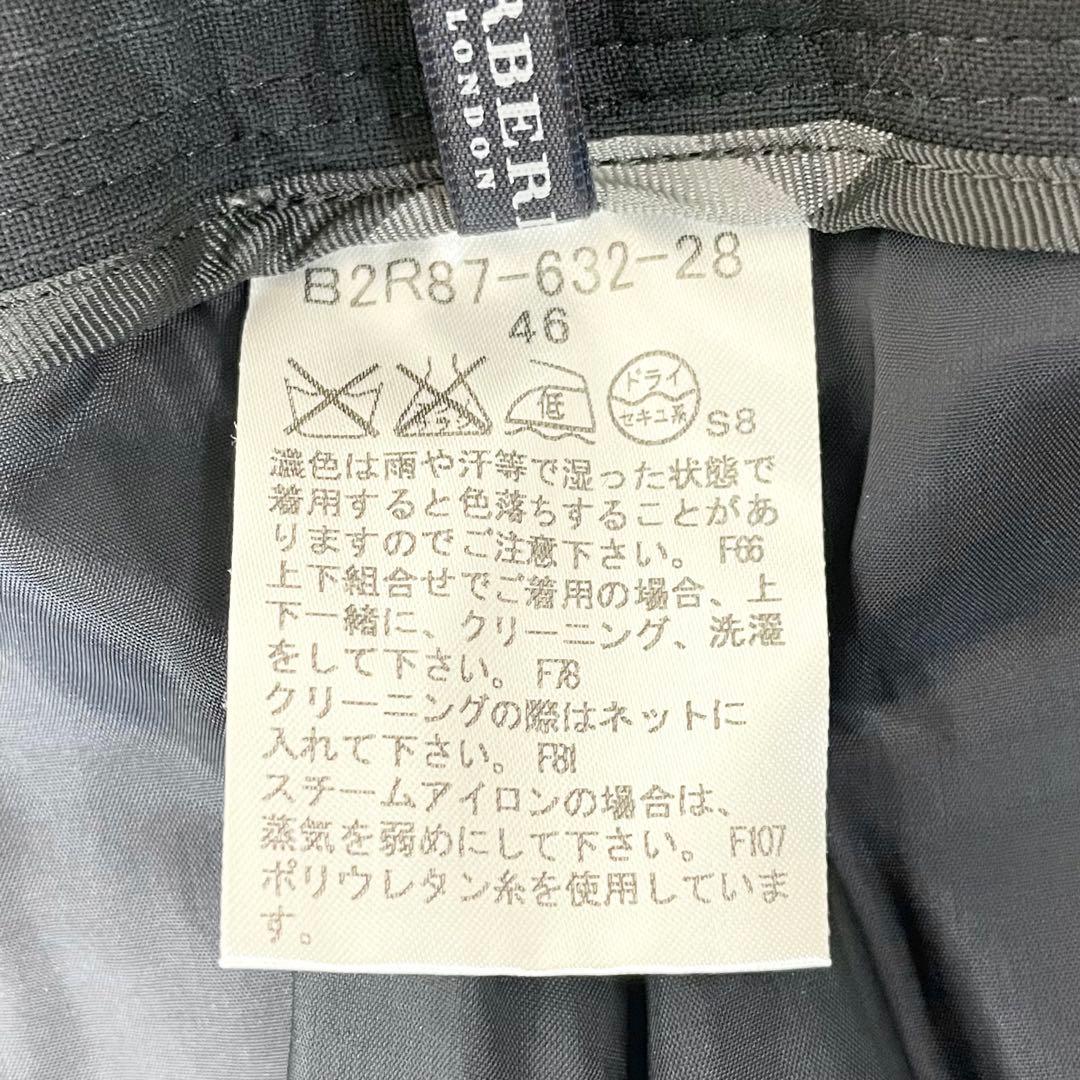 RBER
LONDON
B2R87-632-28
46
エンソ サラシ
低
ドライ
セキユ系
S8
濃色は雨や汗等で湿った状態で
着用すると色落ちすることがあ
りますのでご注意下さい。 F66
上下組合せでご着用の場合、上
下一緒に、クリーニング、洗濯
をして下さい。 F78
クリーニングの際はネットに
入れて下さい。 F81
スチームアイロンの場合は、
蒸気を弱めにして下さい。 F107
ポリウレタン糸を使用していま
す。